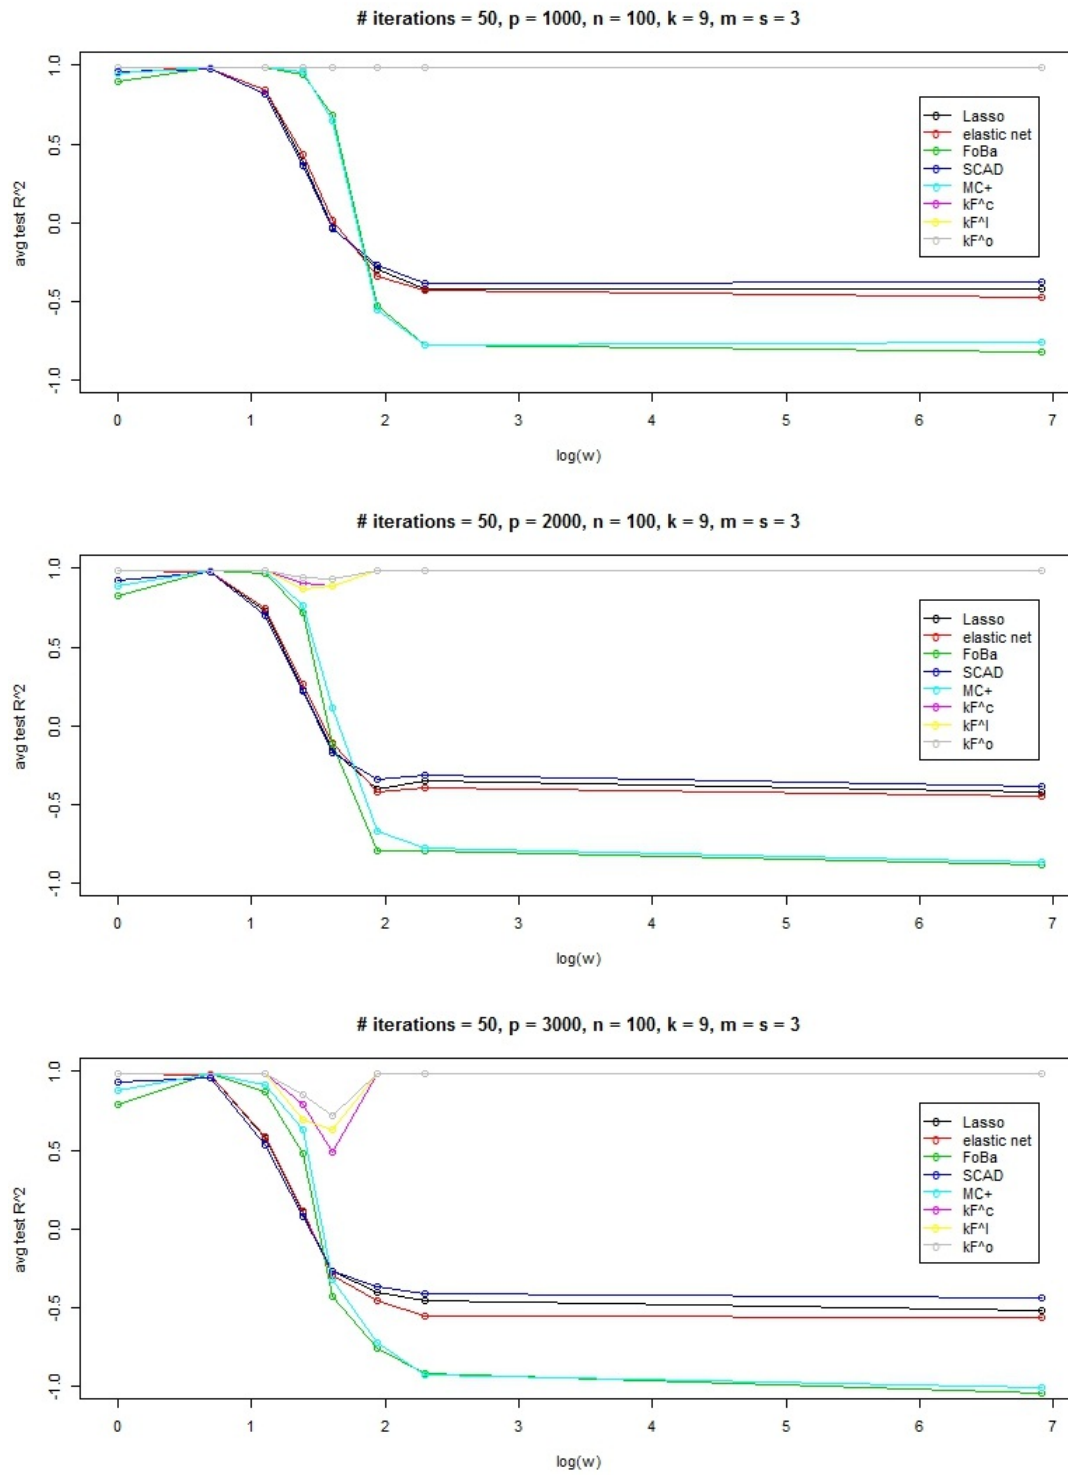 # iterations = 50, p = 1000, n = 100, k = 9, m = s = 3
avg test R^2
1.0
0.5
0.0
-0.5
-1.0
Lasso
elastic net
FoBa
SCAD
MC+
kF^c
kF^l
kF^o
0 1 2 3 4 5 6 7
log(w)
# iterations = 50, p = 2000, n = 100, k = 9, m = s = 3
avg test R^2
1.0
0.5
0.0
-0.5
-1.0
Lasso
elastic net
FoBa
SCAD
MC+
kF^c
kF^l
kF^o
0 1 2 3 4 5 6 7
log(w)
# iterations = 50, p = 3000, n = 100, k = 9, m = s = 3
avg test R^2
1.0
0.5
0.0
-0.5
-1.0
Lasso
elastic net
FoBa
SCAD
MC+
kF^c
kF^l
kF^o
0 1 2 3 4 5 6 7
log(w)